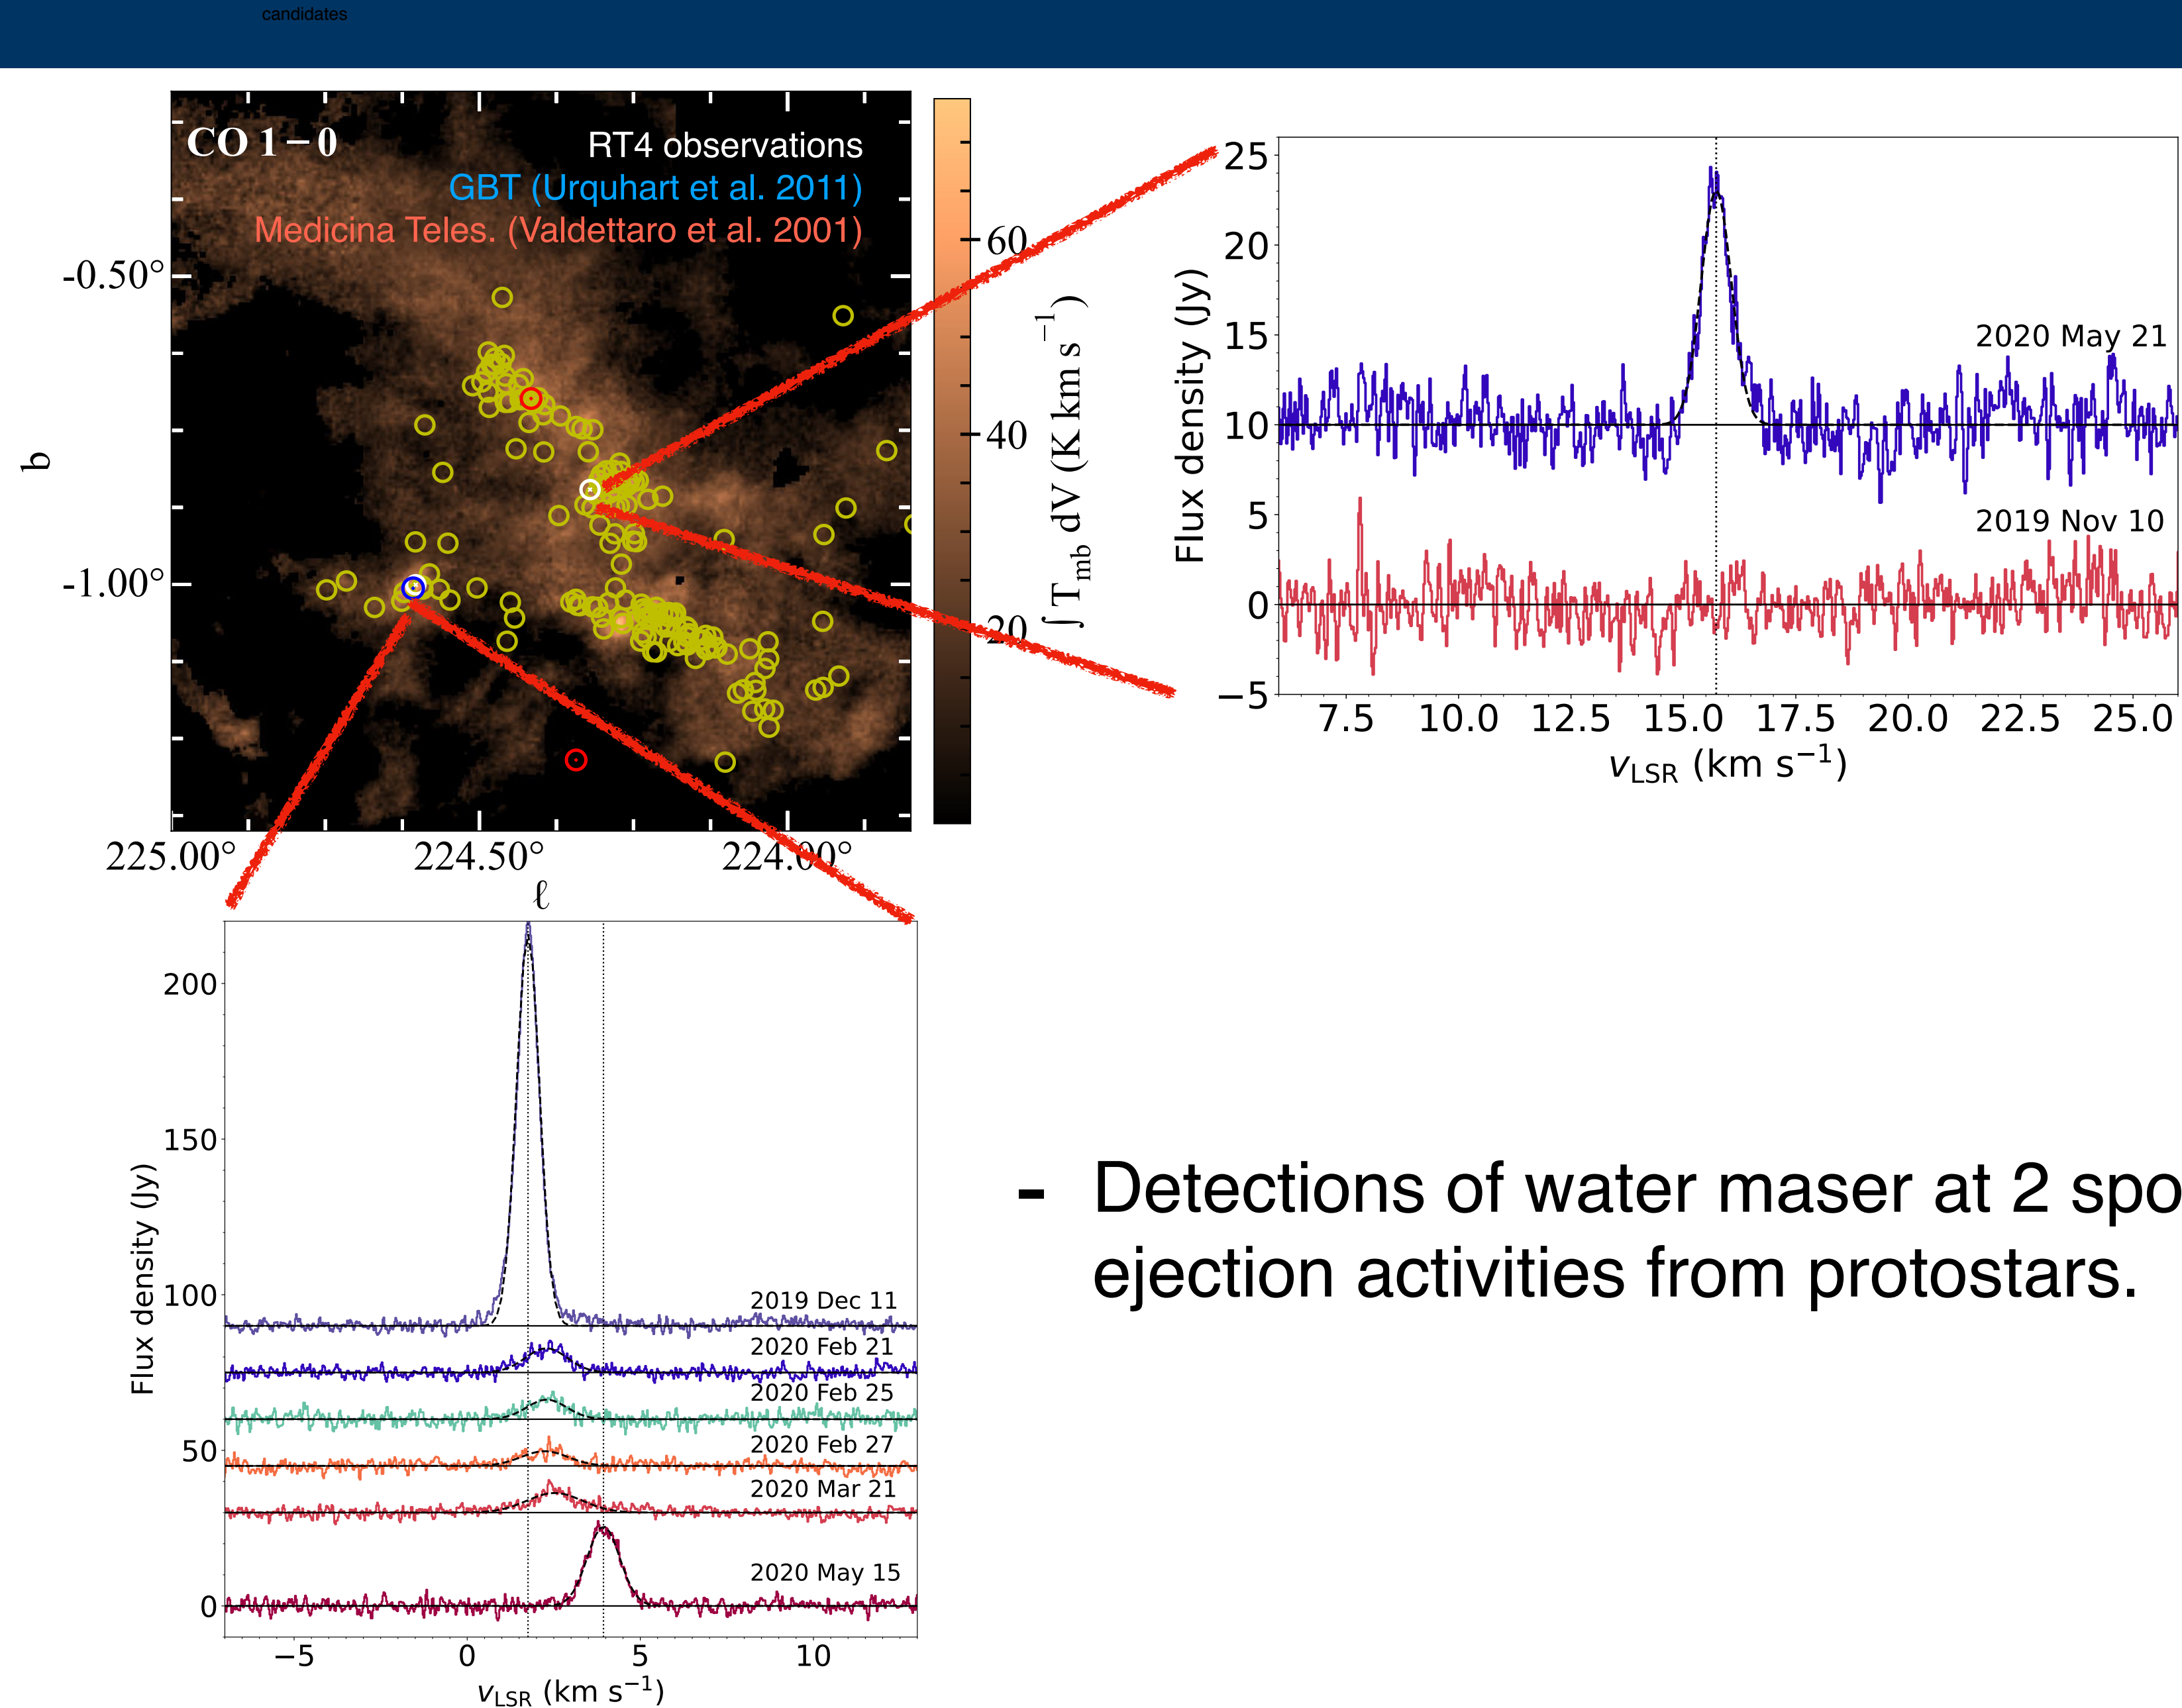 candidates
CO 1−0
RT4 observations
GBT (Urquhart et al. 2011)
Medicina Teles. (Valdettaro et al. 2001)
-0.50°
-1.00°
b
225.00° 224.50° 224.00°
ℓ
60
40
20
∫ T_mb dV (K km s⁻¹)
25
20
15
10
5
0
−5
Flux density (Jy)
2020 May 21
2019 Nov 10
7.5 10.0 12.5 15.0 17.5 20.0 22.5 25.0
v_LSR (km s⁻¹)
200
150
100
50
0
Flux density (Jy)
2019 Dec 11
2020 Feb 21
2020 Feb 25
2020 Feb 27
2020 Mar 21
2020 May 15
−5 0 5 10
v_LSR (km s⁻¹)
- Detections of water maser at 2 spo
ejection activities from protostars.